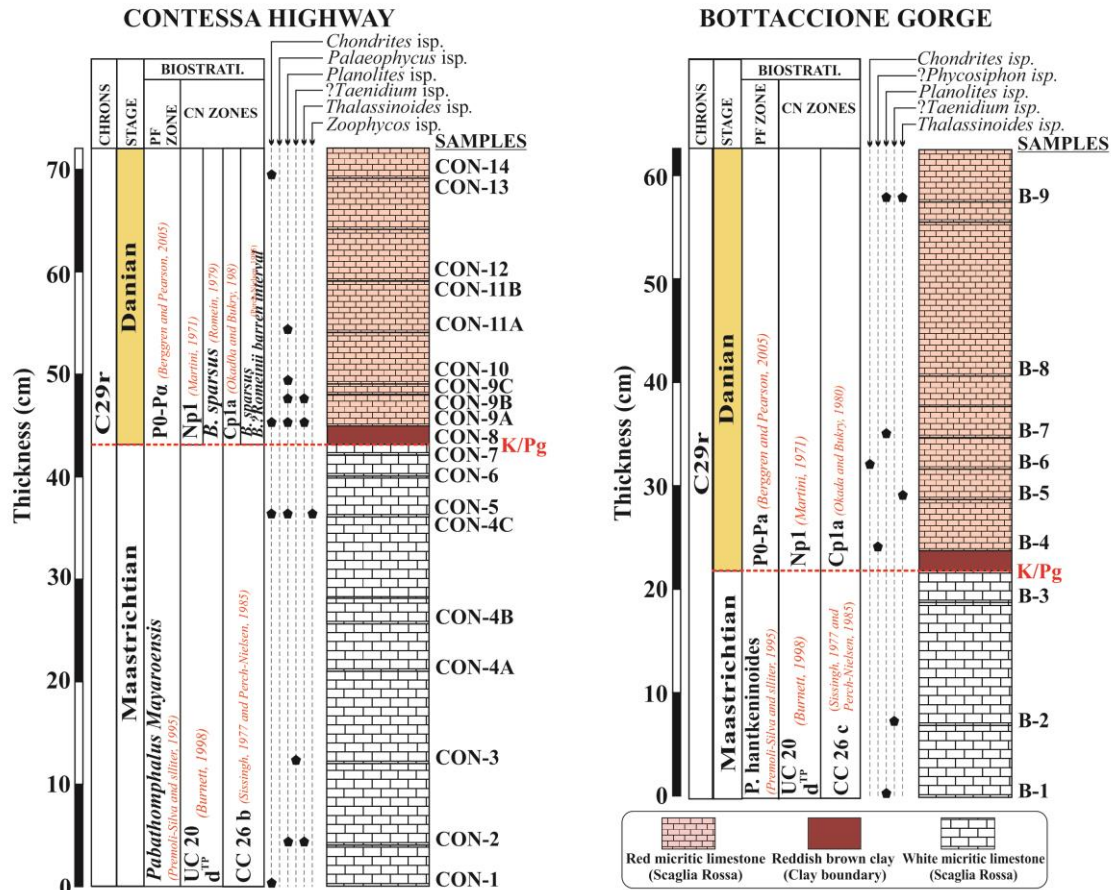 CONTESSA HIGHWAY
Chondrites isp.
Palaeophycus isp.
Planolites isp.
?Taenidium isp.
Thalassinoides isp.
Zoophycos isp.
CHRONS
STAGE
BIOSTRATI.
PF ZONE
CN ZONES
SAMPLES
Thickness (cm)
70
60
50
40
30
20
10
0
C29r
Danian
Maastrichtian
P0-Pα (Berggren and Pearson, 2005)
Np1 (Martini, 1971)
B. sparsus (Romein, 1979)
Cp1a (Okad0a and Bukry, 198)
B. sparsus
B.?Romeinii barren interval
Pabathomphalus Mayaroensis
(Premoli-Silva and slliter, 1995)
UC 20
d TP
(Burnett, 1998)
CC 26 b (Sissingh, 1977 and Perch-Nielsen, 1985)
CON-14
CON-13
CON-12
CON-11B
CON-11A
CON-10
CON-9C
CON-9B
CON-9A
CON-8
K/Pg
CON-7
CON-6
CON-5
CON-4C
CON-4B
CON-4A
CON-3
CON-2
CON-1
BOTTACCIONE GORGE
Chondrites isp.
?Phycosiphon isp.
Planolites isp.
?Taenidium isp.
Thalassinoides isp.
CHRONS
STAGE
BIOSTRATI.
PF ZONE
CN ZONES
SAMPLES
Thickness (cm)
60
50
40
30
20
10
0
C29r
Danian
Maastrichtian
P0-Pa (Berggren and Pearson, 2005)
Np1 (Martini, 1971)
Cp1a (Okada and Bukry, 1980)
P. hantkeninoides
(Premoli-Silva and slliter, 1995)
UC 20
d TP
(Burnett, 1998)
CC 26 c
(Sissingh, 1977 and
Perch-Nielsen, 1985)
B-9
B-8
B-7
B-6
B-5
B-4
K/Pg
B-3
B-2
B-1
Red micritic limestone
(Scaglia Rossa)
Reddish brown clay
(Clay boundary)
White micritic limestone
(Scaglia Rossa)